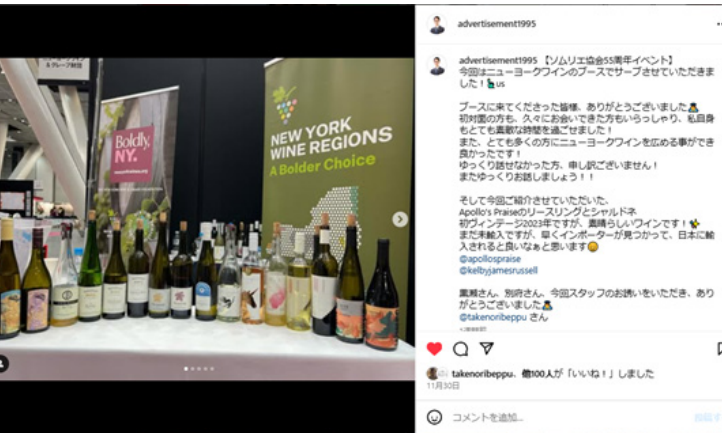 & グレープ財団
Boldly,
NY.
NEW YORK
WINE REGIONS
A Bolder Choice
advertisement1995
advertisement1995 【ソムリエ協会55周年イベント】
今回はニューヨークワインのブースでサーブさせていただきま
した！🗽us
ブースに来てくださった皆様、ありがとうございました🙇
初対面の方も、久々にお会いできた方もいらっしゃり、私自身
もとても素敵な時間を過ごせました！
また、とても多くの方にニューヨークワインを広める事ができ
良かったです！
ゆっくり話せなかった方、申し訳ございません！
またゆっくりお話しましょう！！
そして今回ご紹介させていただいた、
Apollo's Praiseのリースリングとシャルドネ
初ヴィンテージ2023年ですが、素晴らしいワインです！
まだ未輸入ですが、早くインポーターが見つかって、日本に輸
入されると良いなぁと思います
@apollospraise
@kelbyjamesrussell
黒瀬さん、別府さん、今回スタッフのお誘いをいただき、あり
がとうございました🙇
@takenoribeppu さん
takenoribeppu、他100人が「いいね！」しました
11月30日
コメントを追加...